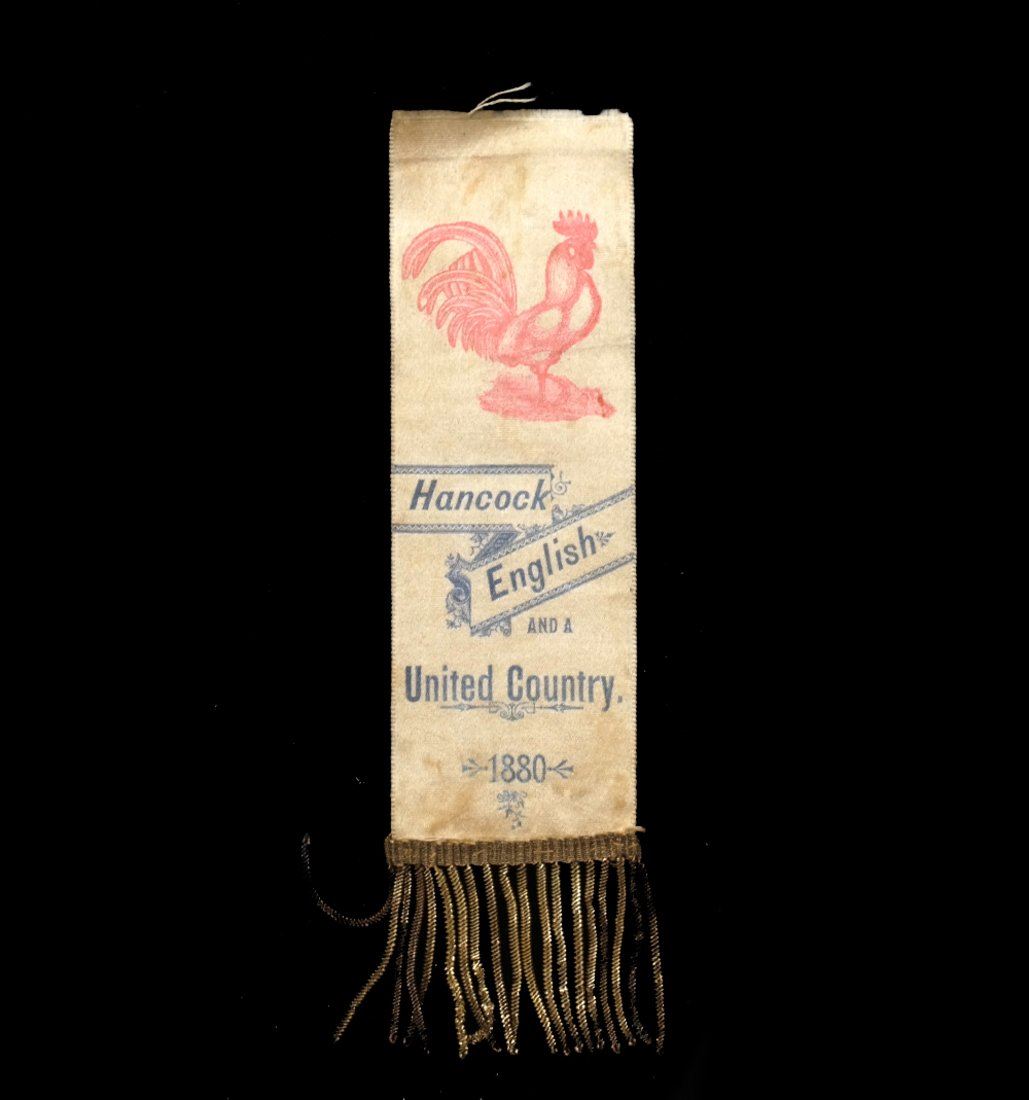 Hancock
English
AND A
United Country.
1880